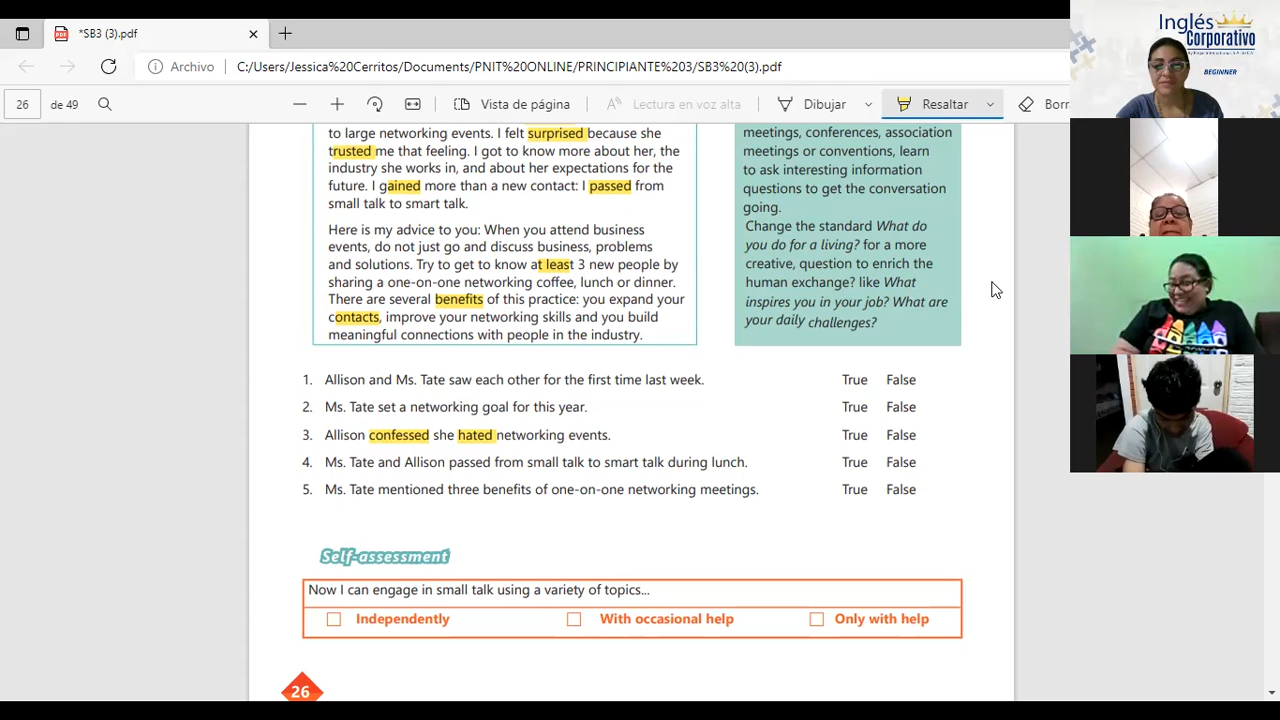 *SB3 (3).pdf
Archivo
C:/Users/Jessica%20Cerritos/Documents/PNT%20ONLINE/PRINCIPIANTE%203/SB3%20(3).pdf
26 de 49
Vista de página
Lectura en voz alta
Dibujar
Resaltar
Borr
Inglés
Corporativo
BEGINNER
to large networking events. I felt surprised because she
trusted me that feeling. I got to know more about her, the
industry she works in, and about her expectations for the
future. I gained more than a new contact: I passed from
small talk to smart talk.
Here is my advice to you: When you attend business
events, do not just go and discuss business, problems
and solutions. Try to get to know at least 3 new people by
sharing a one-on-one networking coffee, lunch or dinner.
There are several benefits of this practice: you expand your
contacts, improve your networking skills and you build
meaningful connections with people in the industry.
meetings, conferences, association
meetings or conventions, learn
to ask interesting information
questions to get the conversation
going.
Change the standard What do
you do for a living? for a more
creative, question to enrich the
human exchange? like What
inspires you in your job? What are
your daily challenges?
1. Allison and Ms. Tate saw each other for the first time last week. True False
2. Ms. Tate set a networking goal for this year. True False
3. Allison confessed she hated networking events. True False
4. Ms. Tate and Allison passed from small talk to smart talk during lunch. True False
5. Ms. Tate mentioned three benefits of one-on-one networking meetings. True False
Self-assessment
Now I can engage in small talk using a variety of topics...
Independently With occasional help Only with help
26